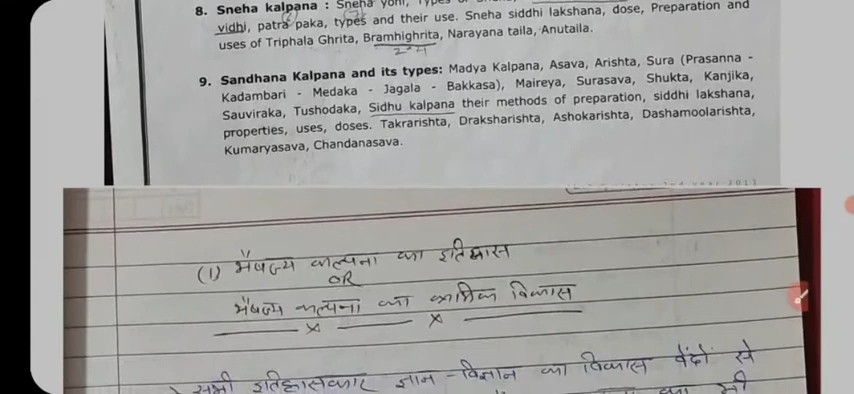 8. Sneha kalpana : Sneha yoni,
vidhi, patra paka, types and their use. Sneha siddhi lakshana, dose, Preparation and
uses of Triphala Ghrita, Bramhighrita, Narayana taila, Anutaila.
9. Sandhana Kalpana and its types: Madya Kalpana, Asava, Arishta, Sura (Prasanna -
Kadambari - Medaka - Jagala - Bakkasa), Maireya, Surasava, Shukta, Kanjika,
Sauviraka, Tushodaka, Sidhu kalpana their methods of preparation, siddhi lakshana,
properties, uses, doses. Takrarishta, Draksharishta, Ashokarishta, Dashamoolarishta,
Kumaryasava, Chandanasava.
(1) भैषज्य कल्पना का इतिहास
OR
भैषज्य कल्पना का क्रमिक विकास
सभी इतिहासकार ज्ञान-विज्ञान का विकास वेदों से